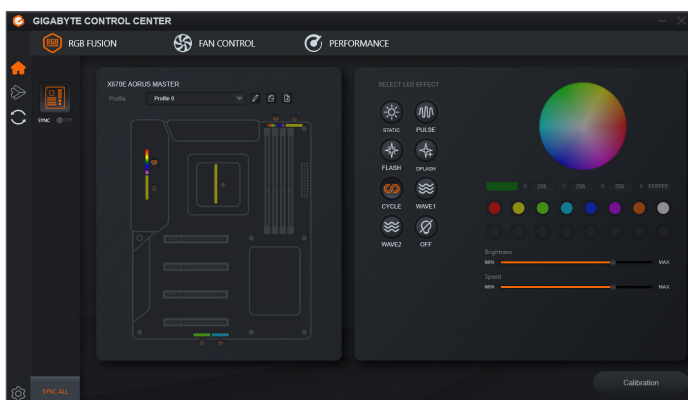 GIGABYTE CONTROL CENTER
RGB FUSION
FAN CONTROL
PERFORMANCE
X670E AORUS MASTER
Profile
Profile 0
SYNC
OFF
SELECT LED EFFECT
STATIC
PULSE
FLASH
DFLASH
CYCLE
WAVE1
WAVE2
OFF
R 255 G 255 B 255 # FFFFFF
Brightness
MIN MAX
Speed
MIN MAX
SYNC ALL
Calibration